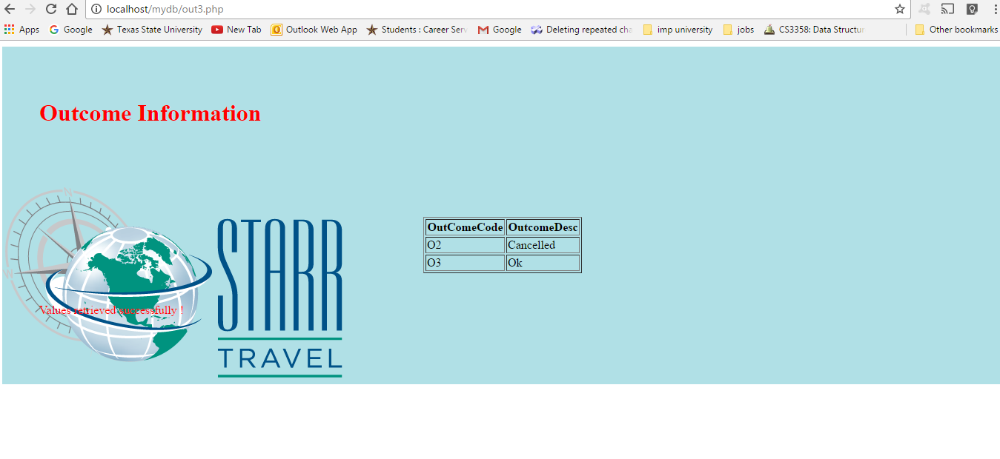 localhost/mydb/out3.php
Apps Google Texas State University New Tab Outlook Web App Students : Career Serv Google Deleting repeated cha imp university jobs CS3358: Data Structur Other bookmarks
Outcome Information
N
W
STARR
TRAVEL
OutComeCode OutcomeDesc
O2 Cancelled
O3 Ok
Values retrieved successfully !